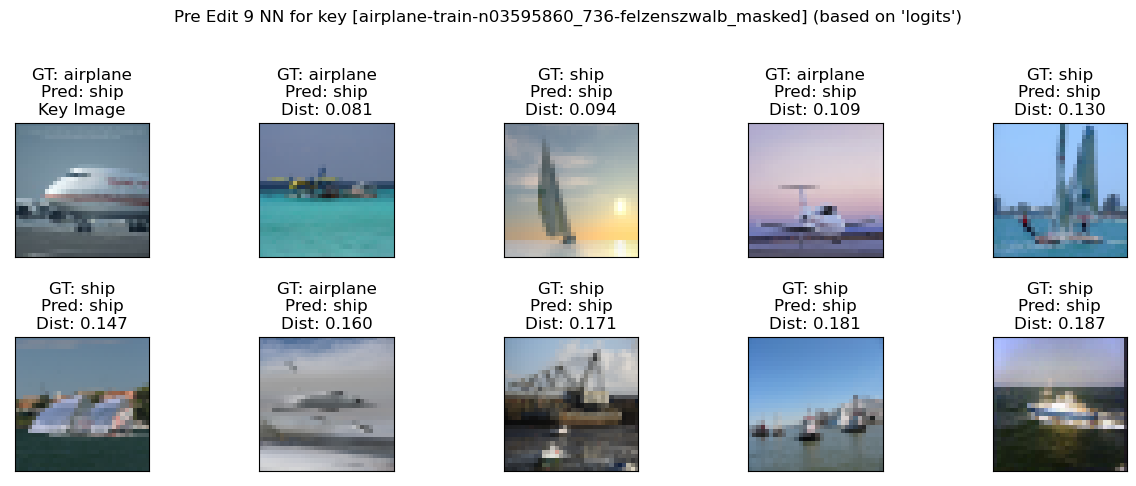 Pre Edit 9 NN for key [airplane-train-n03595860_736-felzenszwalb_masked] (based on 'logits')
GT: airplane
Pred: ship
Key Image
GT: airplane
Pred: ship
Dist: 0.081
GT: ship
Pred: ship
Dist: 0.094
GT: airplane
Pred: ship
Dist: 0.109
GT: ship
Pred: ship
Dist: 0.130
GT: ship
Pred: ship
Dist: 0.147
GT: airplane
Pred: ship
Dist: 0.160
GT: ship
Pred: ship
Dist: 0.171
GT: ship
Pred: ship
Dist: 0.181
GT: ship
Pred: ship
Dist: 0.187